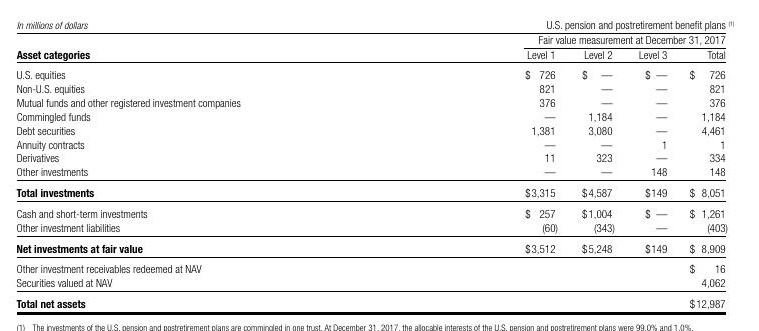 In millions of dollars U.S. pension and postretirement benefit plans (1)
Fair value measurement at December 31, 2017
Asset categories Level 1 Level 2 Level 3 Total
U.S. equities $ 726 $ — $ — $ 726
Non-U.S. equities 821 — — 821
Mutual funds and other registered investment companies 376 — — 376
Commingled funds — 1,184 — 1,184
Debt securities 1,381 3,080 — 4,461
Annuity contracts — — 1 1
Derivatives 11 323 — 334
Other investments — — 148 148
Total investments $3,315 $4,587 $149 $ 8,051
Cash and short-term investments $ 257 $1,004 $ — $ 1,261
Other investment liabilities (60) (343) — (403)
Net investments at fair value $3,512 $5,248 $149 $ 8,909
Other investment receivables redeemed at NAV $ 16
Securities valued at NAV 4,062
Total net assets $12,987
(1) The investments of the U.S. pension and postretirement plans are commingled in one trust. At December 31, 2017, the allocable interests of the U.S. pension and postretirement plans were 99.0% and 1.0%,